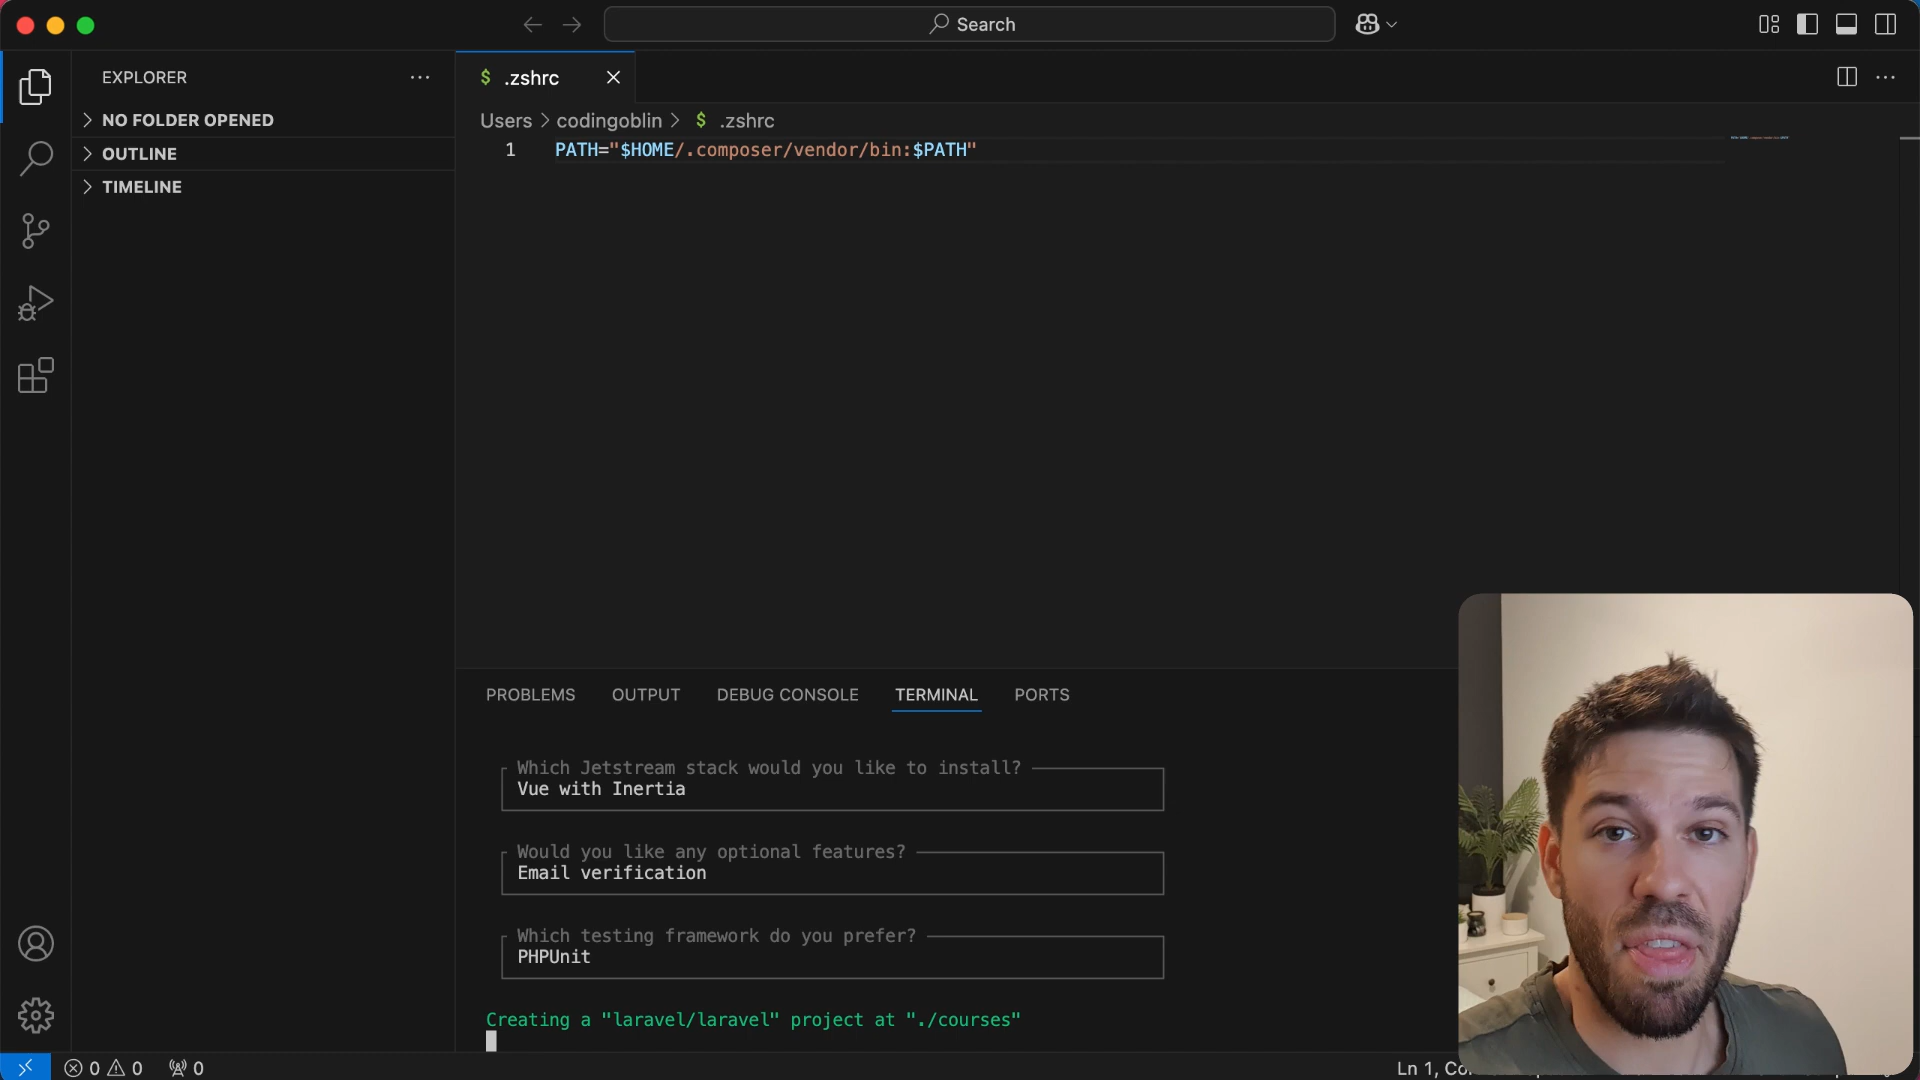 Search
EXPLORER
NO FOLDER OPENED
OUTLINE
TIMELINE
$ .zshrc
Users > codingoblin > $ .zshrc
1 PATH="$HOME/.composer/vendor/bin:$PATH"
PROBLEMS OUTPUT DEBUG CONSOLE TERMINAL PORTS
Which Jetstream stack would you like to install?
Vue with Inertia
Would you like any optional features?
Email verification
Which testing framework do you prefer?
PHPUnit
Creating a "laravel/laravel" project at "./courses"
0 0 0
Ln 1,